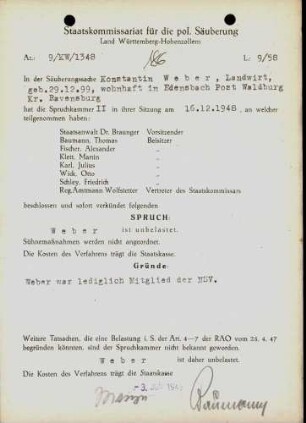 Staatskommissariat für die pol. Säuberung
Land Württemberg-Hohenzollern
Az.: 9/KW/1348
L: 9/58
In der Säuberungssache Konstantin Weber, Landwirt,
geb.29.12.99, wohnhaft in Edensbach Post Waldburg
Kr. Ravensburg
hat die Spruchkammer II in ihrer Sitzung am 16.12.1948, an welcher
teilgenommen haben:
Staatsanwalt Dr. Braunger Vorsitzender
Baumann, Thomas Beisitzer
Fischer, Alexander „
Klett, Martin „
Karl, Julius „
Wick, Otto „
Schley, Friedrich „
Reg.Amtmann Wolfstetter Vertreter des Staatskommissars
beschlossen und sofort verkündet folgenden
SPRUCH:
Weber ist unbelastet.
Sühnemaßnahmen werden nicht angeordnet.
Die Kosten des Verfahrens trägt die Staatskasse.
Gründe
Weber war lediglich Mitglied der NSV.
Weitere Tatsachen, die eine Belastung i. S. der Art. 4—7 der RAO vom 25. 4. 47
begründen könnten, sind der Spruchkammer nicht bekannt geworden.
Weber ist daher unbelastet.
Die Kosten des Verfahrens trägt die Staatskasse
Baumann